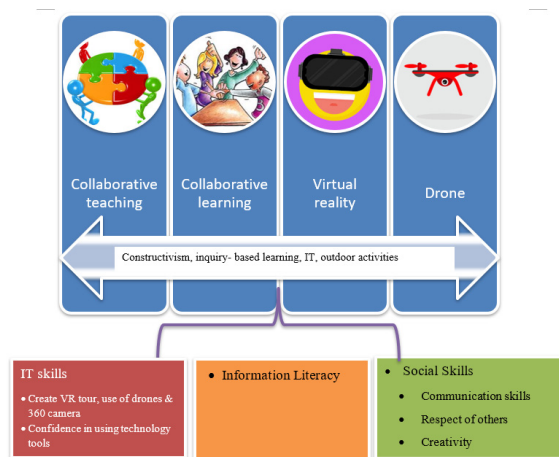 Collaborative
teaching
Collaborative
learning
Virtual
reality
Drone
Constructivism, inquiry- based learning, IT, outdoor activities
IT skills
• Create VR tour, use of drones &
360 camera
• Confidence in using technology
tools
• Information Literacy
• Social Skills
• Communication skills
• Respect of others
• Creativity